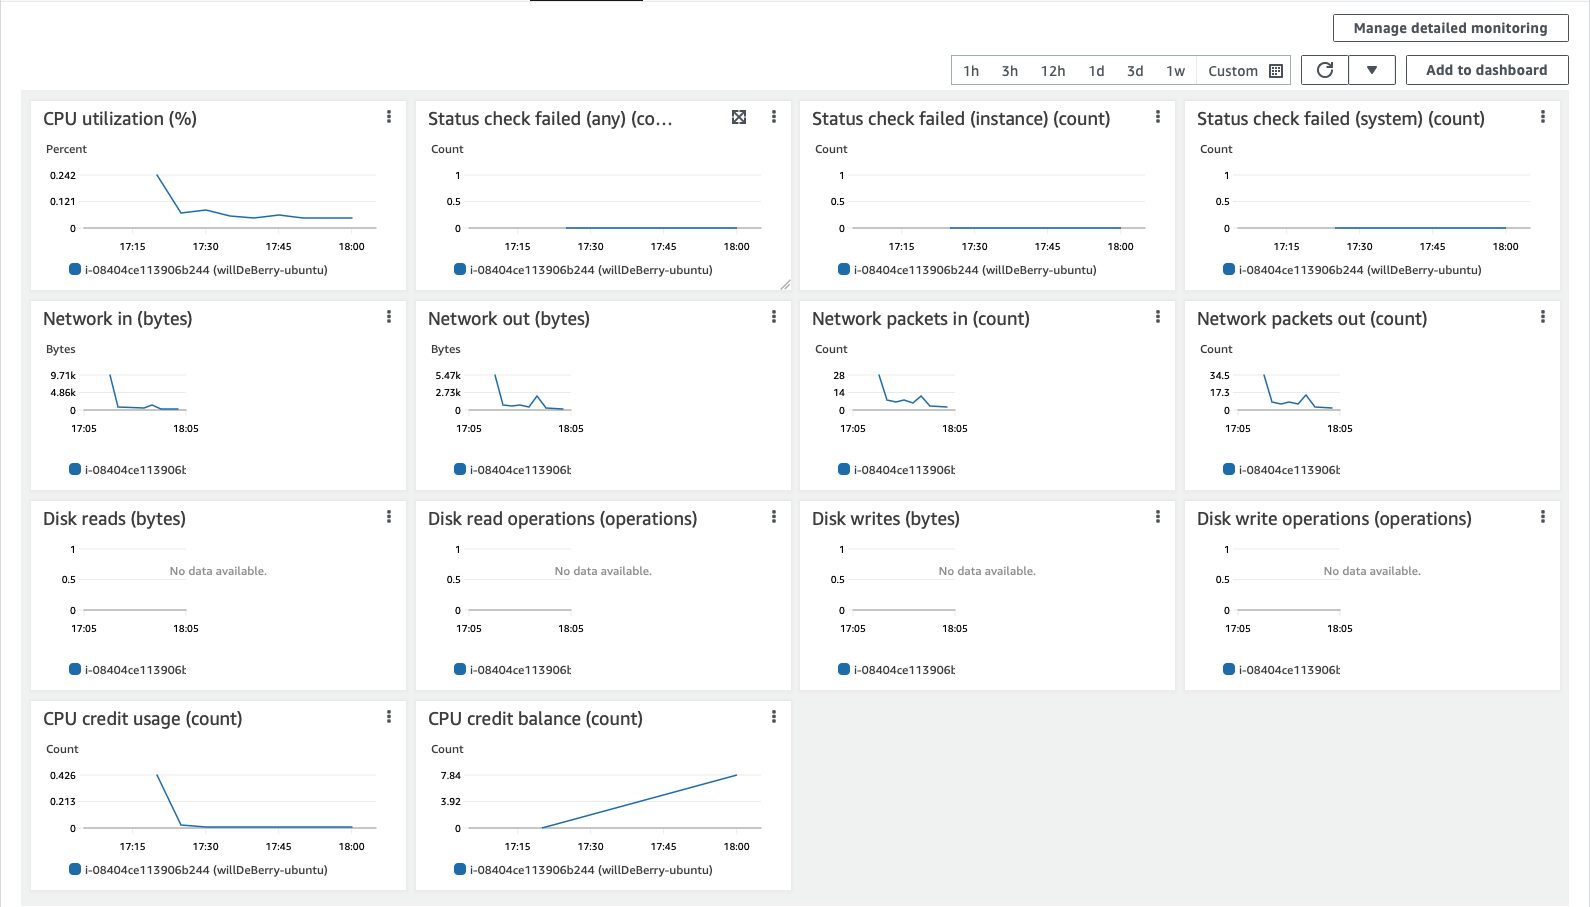 Manage detailed monitoring
1h 3h 12h 1d 3d 1w Custom Add to dashboard
CPU utilization (%)
Percent
0.242
0.121
0
17:15 17:30 17:45 18:00
i-08404ce113906b244 (willDeBerry-ubuntu)
Status check failed (any) (co...
Count
1
0.5
0
17:15 17:30 17:45 18:00
i-08404ce113906b244 (willDeBerry-ubuntu)
Status check failed (instance) (count)
Count
1
0.5
0
17:15 17:30 17:45 18:00
i-08404ce113906b244 (willDeBerry-ubuntu)
Status check failed (system) (count)
Count
1
0.5
0
17:15 17:30 17:45 18:00
i-08404ce113906b244 (willDeBerry-ubuntu)
Network in (bytes)
Bytes
9.71k
4.86k
0
17:05 18:05
i-08404ce113906b
Network out (bytes)
Bytes
5.47k
2.73k
0
17:05 18:05
i-08404ce113906b
Network packets in (count)
Count
28
14
0
17:05 18:05
i-08404ce113906b
Network packets out (count)
Count
34.5
17.3
0
17:05 18:05
i-08404ce113906b
Disk reads (bytes)
1
No data available.
0.5
0
17:05 18:05
i-08404ce113906b
Disk read operations (operations)
1
No data available.
0.5
0
17:05 18:05
i-08404ce113906b
Disk writes (bytes)
1
No data available.
0.5
0
17:05 18:05
i-08404ce113906b
Disk write operations (operations)
1
No data available.
0.5
0
17:05 18:05
i-08404ce113906b
CPU credit usage (count)
Count
0.426
0.213
0
17:15 17:30 17:45 18:00
i-08404ce113906b244 (willDeBerry-ubuntu)
CPU credit balance (count)
Count
7.84
3.92
0
17:15 17:30 17:45 18:00
i-08404ce113906b244 (willDeBerry-ubuntu)